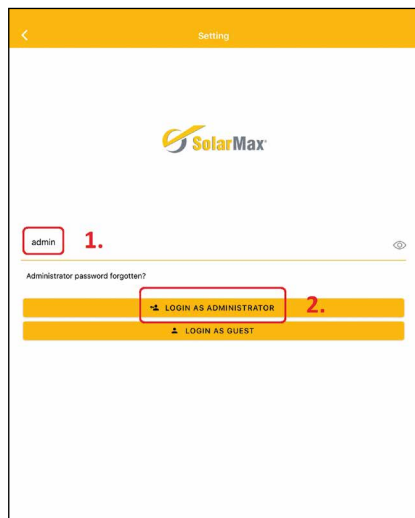 Setting
SolarMax
admin
1.
Administrator password forgotten?
LOGIN AS ADMINISTRATOR
2.
LOGIN AS GUEST